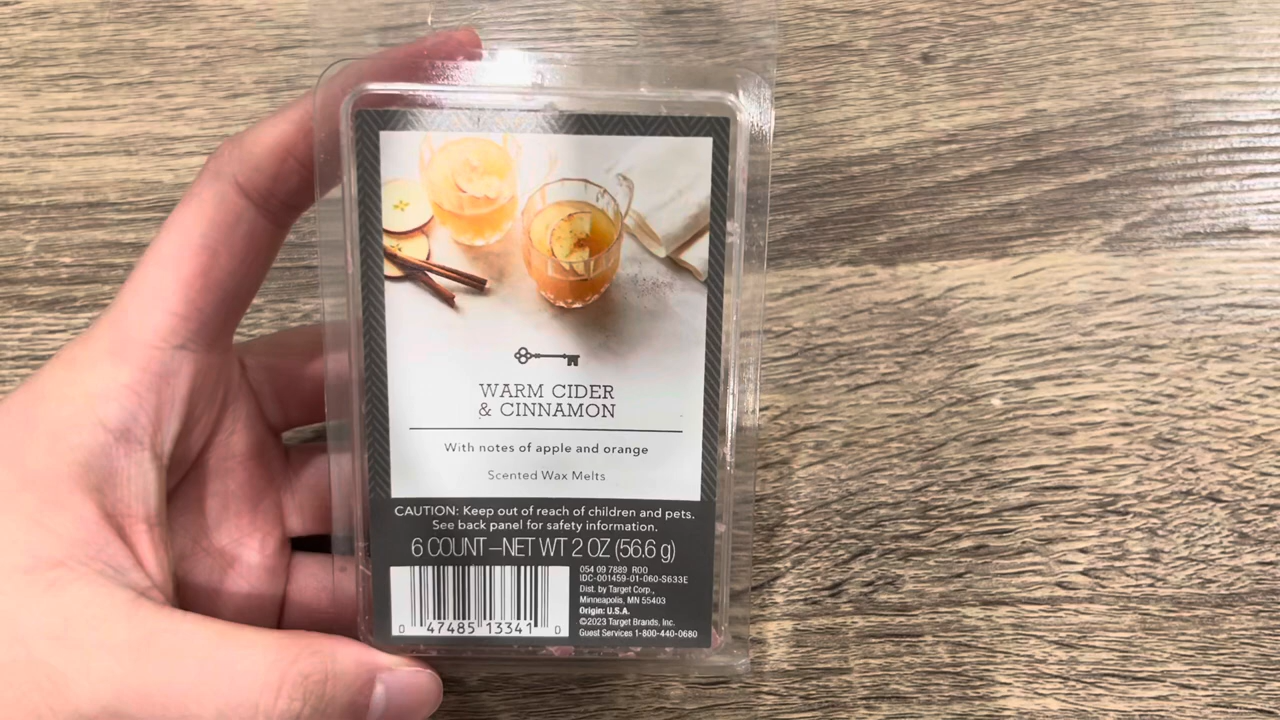 WARM CIDER
& CINNAMON
With notes of apple and orange
Scented Wax Melts
CAUTION: Keep out of reach of children and pets.
See back panel for safety information.
6 COUNT–NET WT 2 OZ (56.6 g)
0 47485 13341 0
054 09 7889 R00
IDC-001459-01-060-S633E
Dist. by Target Corp.,
Minneapolis, MN 55403
Origin: U.S.A.
©2023 Target Brands, Inc.
Guest Services 1-800-440-0680